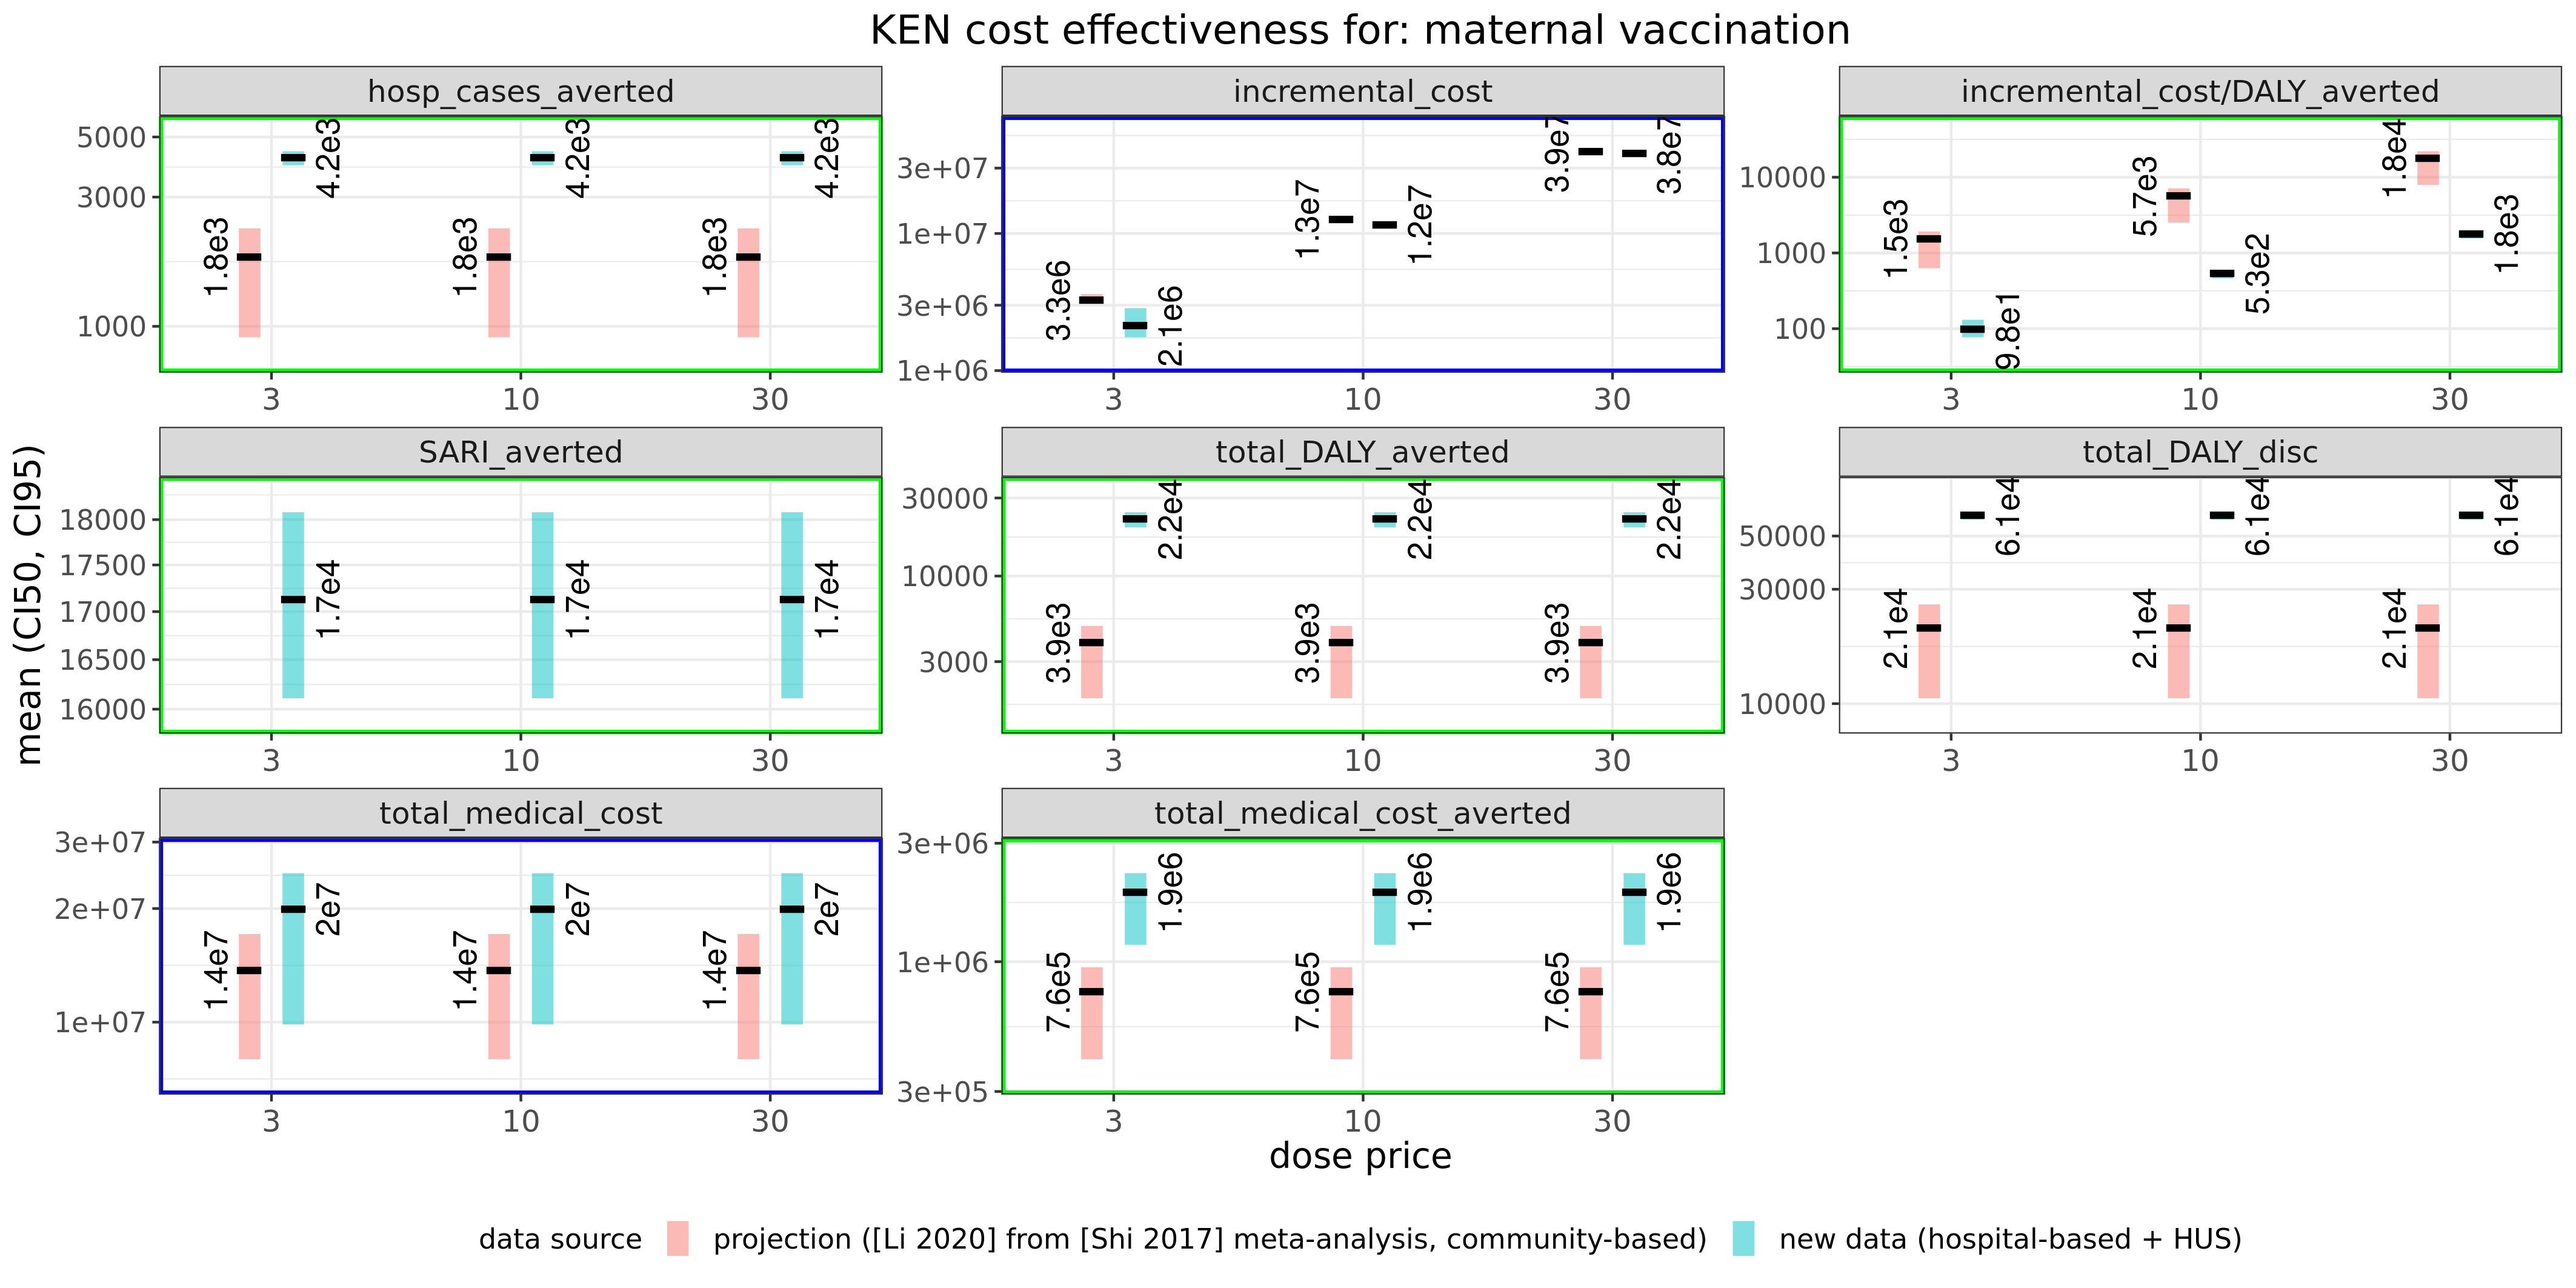 KEN cost effectiveness for: maternal vaccination
hosp_cases_averted
5000
3000
1000
1.8e3
4.2e3
1.8e3
4.2e3
1.8e3
4.2e3
3
10
30
incremental_cost
3e+07
1e+07
3e+06
1e+06
3.3e6
2.1e6
1.3e7
1.2e7
3.9e7
3.8e7
3
10
30
incremental_cost/DALY_averted
10000
1000
100
1.5e3
9.8e1
5.7e3
5.3e2
1.8e4
1.8e3
3
10
30
mean (CI50, CI95)
SARI_averted
18000
17500
17000
16500
16000
1.7e4
1.7e4
1.7e4
3
10
30
total_DALY_averted
30000
10000
3000
3.9e3
2.2e4
3.9e3
2.2e4
3.9e3
2.2e4
3
10
30
total_DALY_disc
50000
30000
10000
2.1e4
6.1e4
2.1e4
6.1e4
2.1e4
6.1e4
3
10
30
total_medical_cost
3e+07
2e+07
1e+07
1.4e7
2e7
1.4e7
2e7
1.4e7
2e7
3
10
30
total_medical_cost_averted
3e+06
1e+06
3e+05
7.6e5
1.9e6
7.6e5
1.9e6
7.6e5
1.9e6
3
10
30
dose price
data source
projection ([Li 2020] from [Shi 2017] meta-analysis, community-based)
new data (hospital-based + HUS)